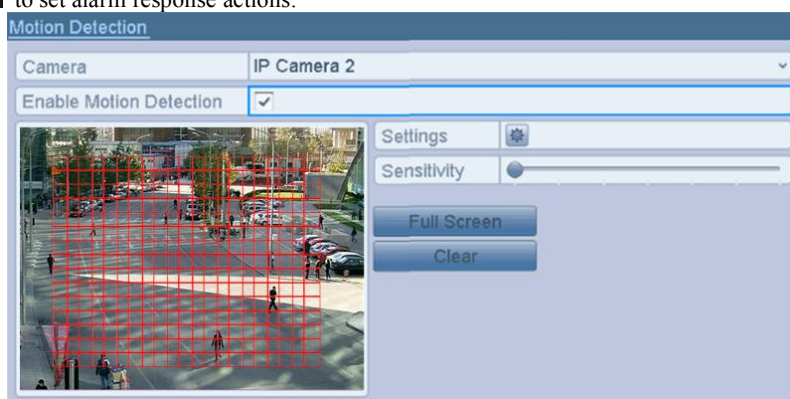 to set alarm response actions.
Motion Detection
Camera
IP Camera 2
Enable Motion Detection
Settings
Sensitivity
Full Screen
Clear